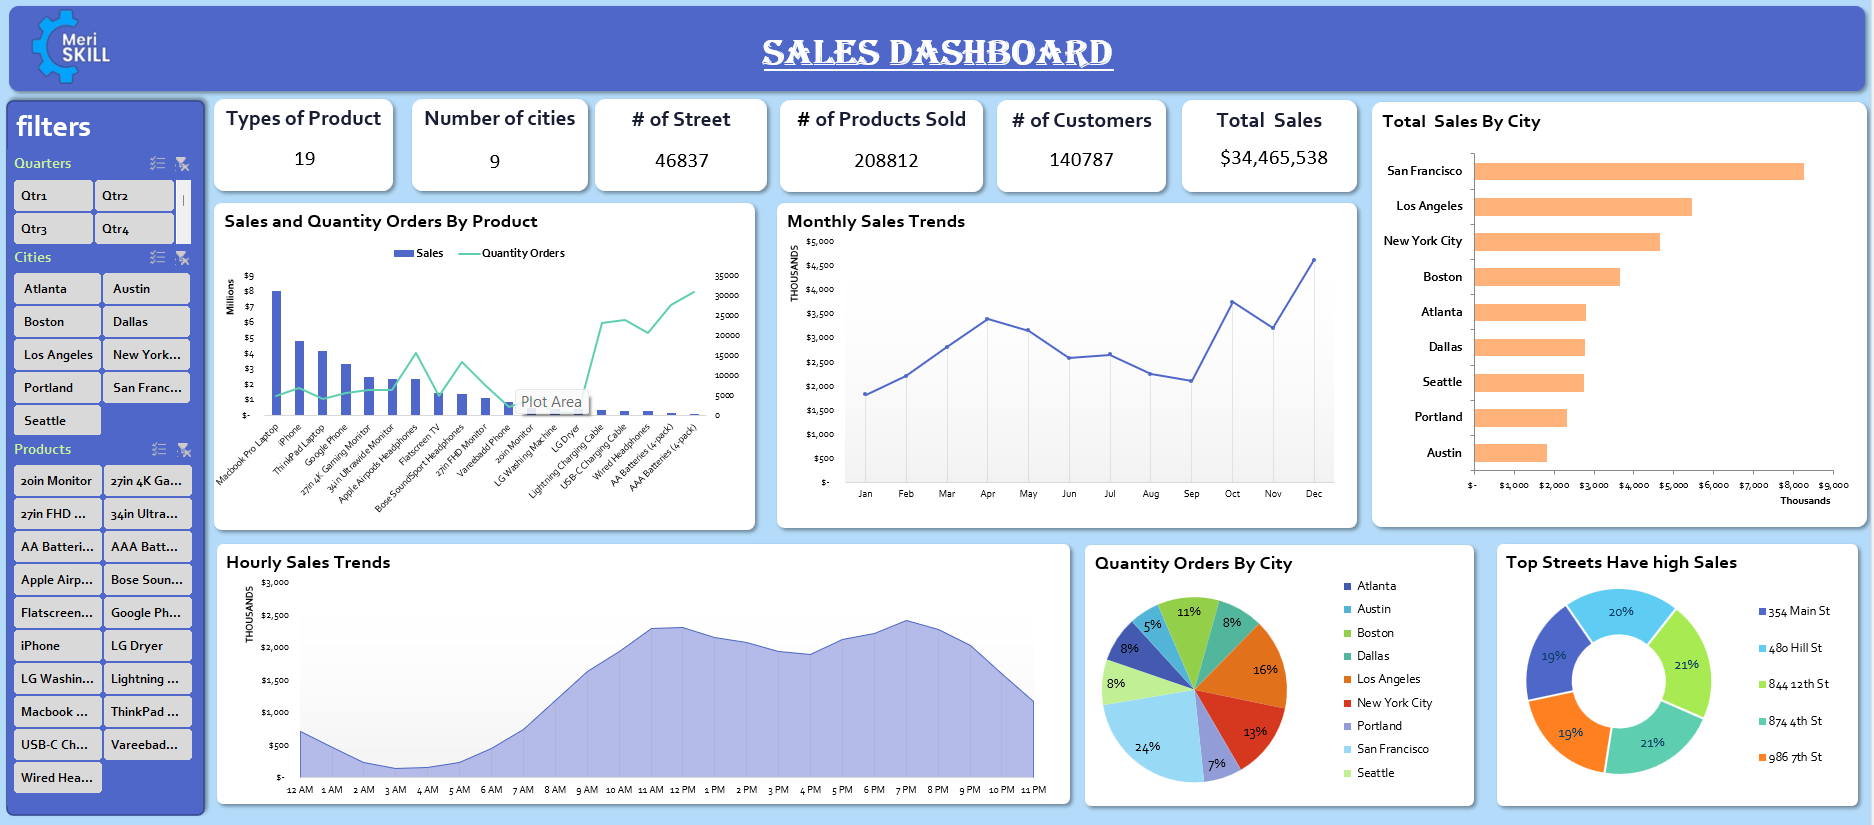 Meri
SKILL
SALES DASHBOARD
filters
Quarters
Qtr1
Qtr2
Qtr3
Qtr4
Cities
Atlanta
Austin
Boston
Dallas
Los Angeles
New York...
Portland
San Franc...
Seattle
Products
20in Monitor
27in 4K Ga...
27in FHD ...
34in Ultra...
AA Batteri...
AAA Batt...
Apple Airp...
Bose Soun...
Flatscreen...
Google Ph...
iPhone
LG Dryer
LG Washin...
Lightning ...
Macbook ...
ThinkPad ...
USB-C Ch...
Vareebad...
Wired Hea...
Types of Product
19
Number of cities
9
# of Street
46837
# of Products Sold
208812
# of Customers
140787
Total Sales
$34,465,538
Sales and Quantity Orders By Product
Sales
Quantity Orders
Millions
$9
$8
$7
$6
$5
$4
$3
$2
$1
$-
35000
30000
25000
20000
15000
10000
5000
0
Plot Area
Macbook Pro Laptop
iPhone
ThinkPad Laptop
Google Phone
27in 4K Gaming Monitor
34in Ultrawide Monitor
Apple Airpods Headphones
Flatscreen TV
Bose SoundSport Headphones
27in FHD Monitor
Vareebadd Phone
20in Monitor
LG Washing Machine
LG Dryer
Lightning Charging Cable
USB-C Charging Cable
Wired Headphones
AA Batteries (4-pack)
AAA Batteries (4-pack)
Monthly Sales Trends
THOUSANDS
$5,000
$4,500
$4,000
$3,500
$3,000
$2,500
$2,000
$1,500
$1,000
$500
$-
Jan Feb Mar Apr May Jun Jul Aug Sep Oct Nov Dec
Total Sales By City
San Francisco
Los Angeles
New York City
Boston
Atlanta
Dallas
Seattle
Portland
Austin
$- $1,000 $2,000 $3,000 $4,000 $5,000 $6,000 $7,000 $8,000 $9,000
Thousands
Hourly Sales Trends
THOUSANDS
$3,000
$2,500
$2,000
$1,500
$1,000
$500
$-
12 AM 1 AM 2 AM 3 AM 4 AM 5 AM 6 AM 7 AM 8 AM 9 AM 10 AM 11 AM 12 PM 1 PM 2 PM 3 PM 4 PM 5 PM 6 PM 7 PM 8 PM 9 PM 10 PM 11 PM
Quantity Orders By City
11%
8%
16%
13%
7%
24%
8%
8%
5%
Atlanta
Austin
Boston
Dallas
Los Angeles
New York City
Portland
San Francisco
Seattle
Top Streets Have high Sales
20%
21%
21%
19%
19%
354 Main St
480 Hill St
844 12th St
874 4th St
986 7th St